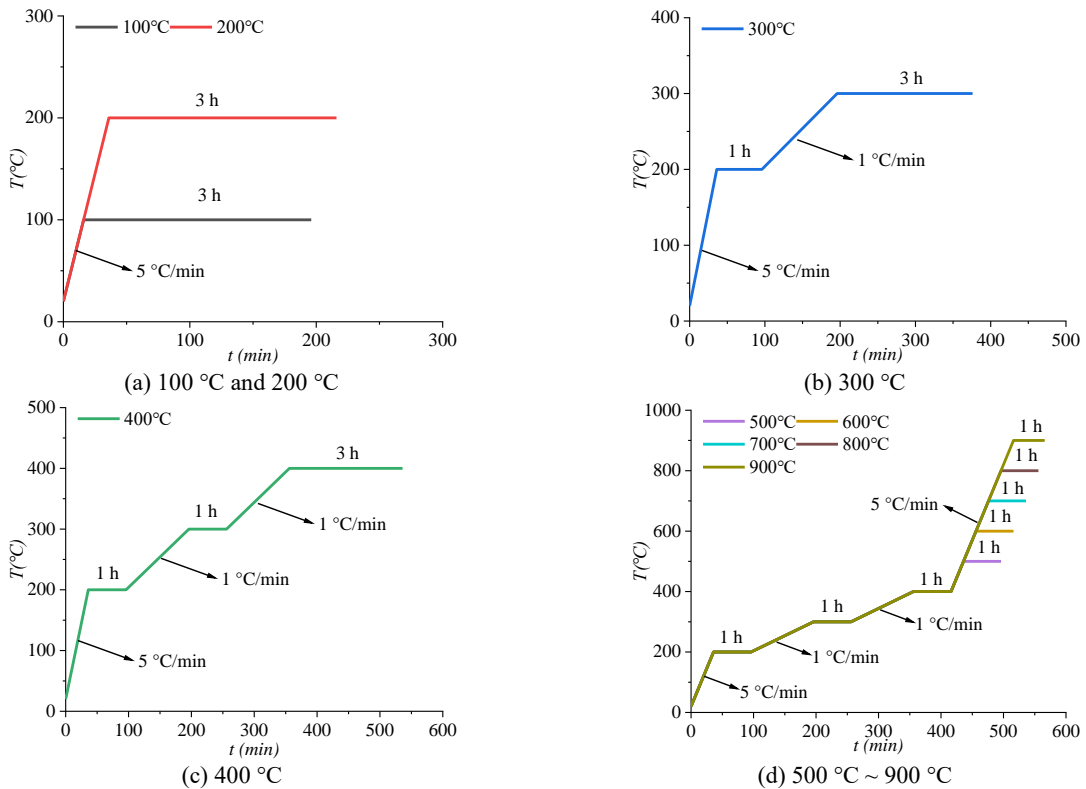 100°C 200°C
300
200
100
0
T(°C)
3 h
3 h
5 °C/min
0 100 200 300
t (min)
(a) 100 °C and 200 °C
300°C
400
300
200
100
0
T(°C)
3 h
1 h
1 °C/min
5 °C/min
0 100 200 300 400 500
t (min)
(b) 300 °C
400°C
500
400
300
200
100
0
T(°C)
3 h
1 h
1 °C/min
1 h
1 °C/min
5 °C/min
0 100 200 300 400 500 600
t (min)
(c) 400 °C
500°C 600°C
700°C 800°C
900°C
1000
800
600
400
200
0
T(°C)
1 h
1 h
1 h
5 °C/min
1 h
1 h
1 h
1 h
1 °C/min
1 h
1 °C/min
5 °C/min
0 100 200 300 400 500 600
t (min)
(d) 500 °C ~ 900 °C